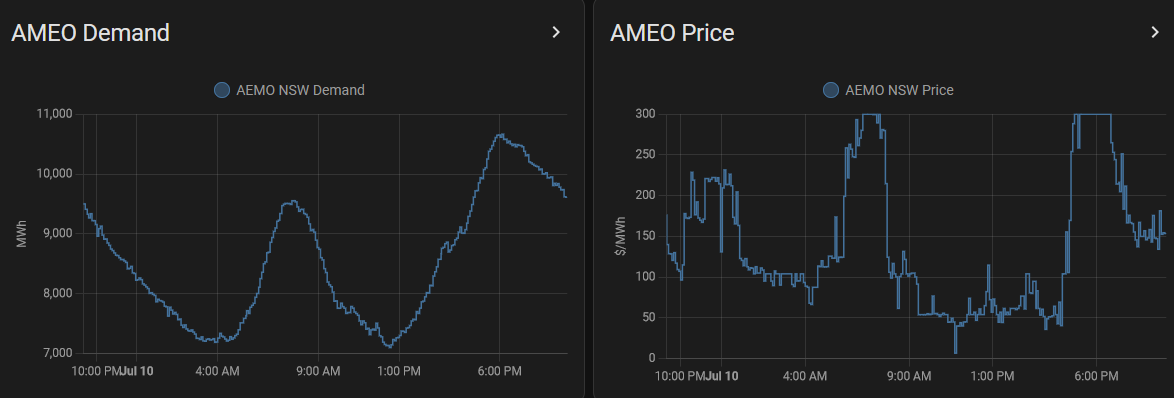 AMEO Demand
AEMO NSW Demand
11,000
10,000
9,000
8,000
7,000
MWh
10:00 PM Jul 10 4:00 AM 9:00 AM 1:00 PM 6:00 PM
AMEO Price
AEMO NSW Price
300
250
200
150
100
50
0
$/MWh
10:00 PM Jul 10 4:00 AM 9:00 AM 1:00 PM 6:00 PM